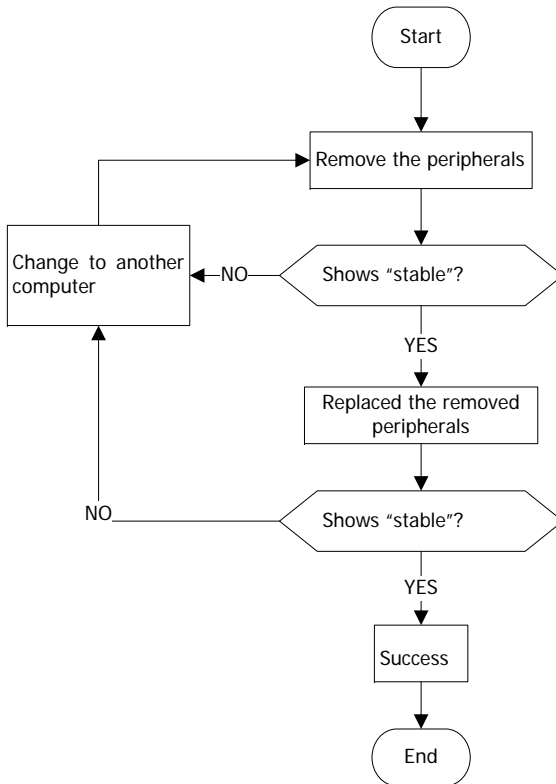 Start
Remove the peripherals
Change to another
computer
NO
Shows “stable”?
YES
Replaced the removed
peripherals
NO
Shows “stable”?
YES
Success
End